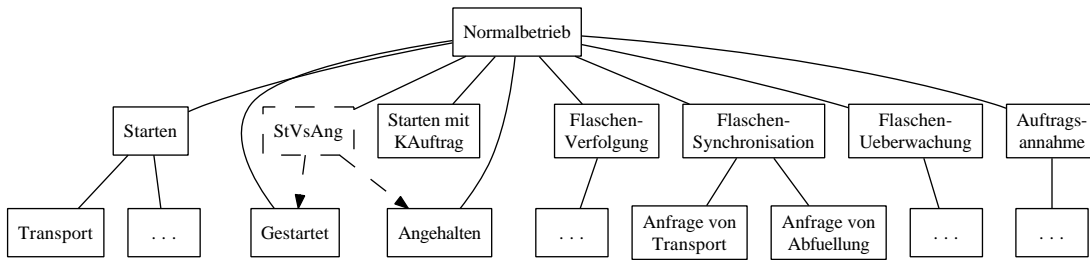 Normalbetrieb
Starten
StVsAng
Starten mit
KAuftrag
Flaschen-
Verfolgung
Flaschen-
Synchronisation
Flaschen-
Ueberwachung
Auftrags-
annahme
Transport
. . .
Gestartet
Angehalten
. . .
Anfrage von
Transport
Anfrage von
Abfuellung
. . .
. . .